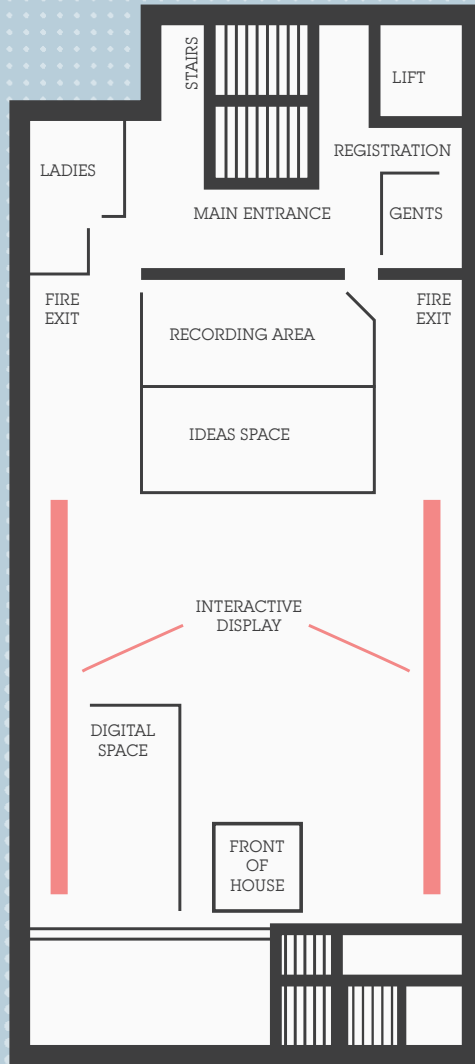 STAIRS
LIFT
REGISTRATION
LADIES
MAIN ENTRANCE
GENTS
FIRE
EXIT
FIRE
EXIT
RECORDING AREA
IDEAS SPACE
INTERACTIVE
DISPLAY
DIGITAL
SPACE
FRONT
OF
HOUSE